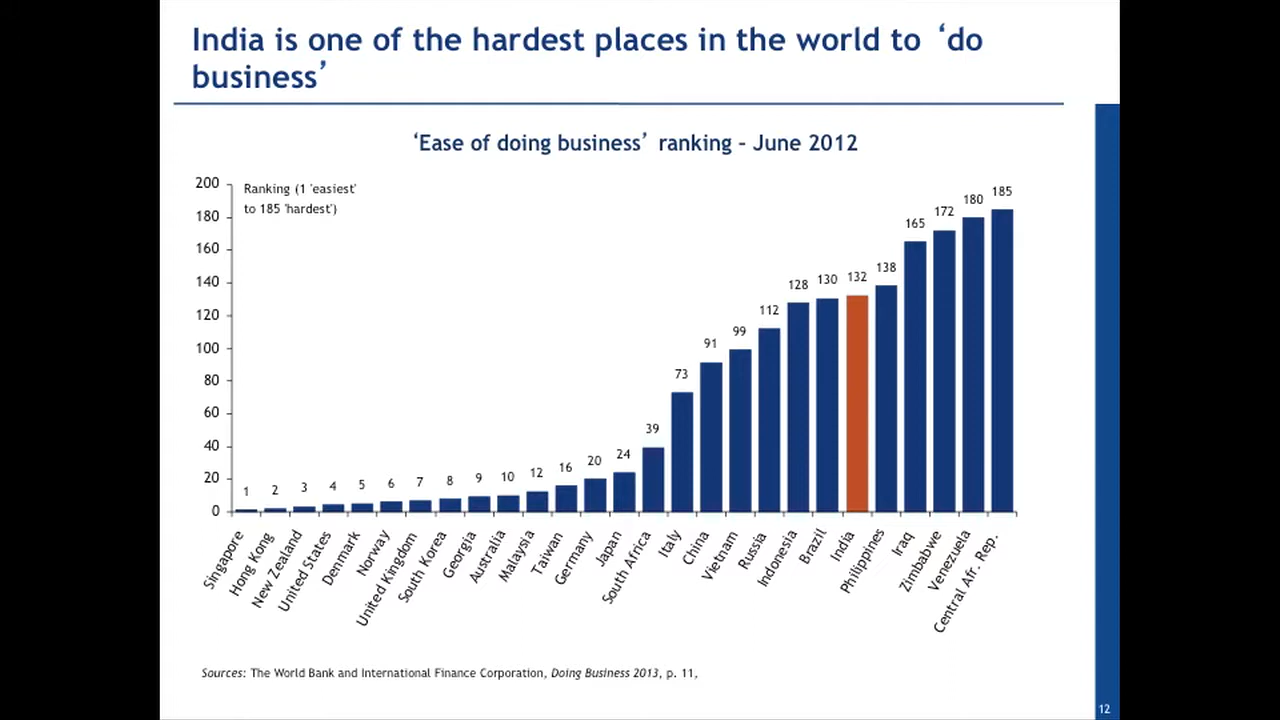 India is one of the hardest places in the world to ‘do
business’
‘Ease of doing business’ ranking – June 2012
Ranking (1 'easiest'
to 185 'hardest')
200
180
160
140
120
100
80
60
40
20
0
1 2 3 4 5 6 7 8 9 10 12 16 20 24 39 73 91 99 112 128 130 132 138 165 172 180 185
Singapore
Hong Kong
New Zealand
United States
Denmark
Norway
United Kingdom
South Korea
Georgia
Australia
Malaysia
Taiwan
Germany
Japan
South Africa
Italy
China
Vietnam
Russia
Indonesia
Brazil
India
Philippines
Iraq
Zimbabwe
Venezuela
Central Afr. Rep.
Sources: The World Bank and International Finance Corporation, Doing Business 2013, p. 11,
12